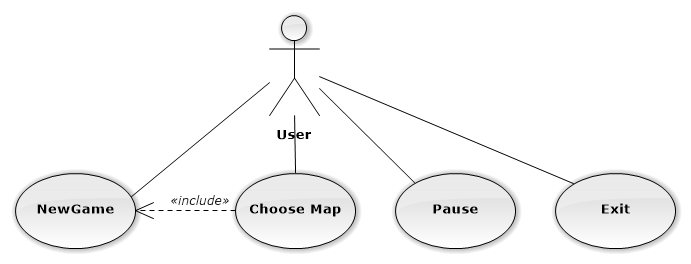 User
«include»
NewGame
Choose Map
Pause
Exit